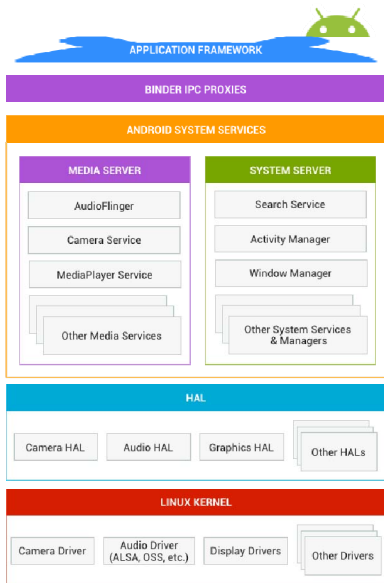 APPLICATION FRAMEWORK
BINDER IPC PROXIES
ANDROID SYSTEM SERVICES
MEDIA SERVER
AudioFlinger
Camera Service
MediaPlayer Service
Other Media Services
SYSTEM SERVER
Search Service
Activity Manager
Window Manager
Other System Services
& Managers
HAL
Camera HAL
Audio HAL
Graphics HAL
Other HALs
LINUX KERNEL
Camera Driver
Audio Driver
(ALSA, OSS, etc.)
Display Drivers
Other Drivers